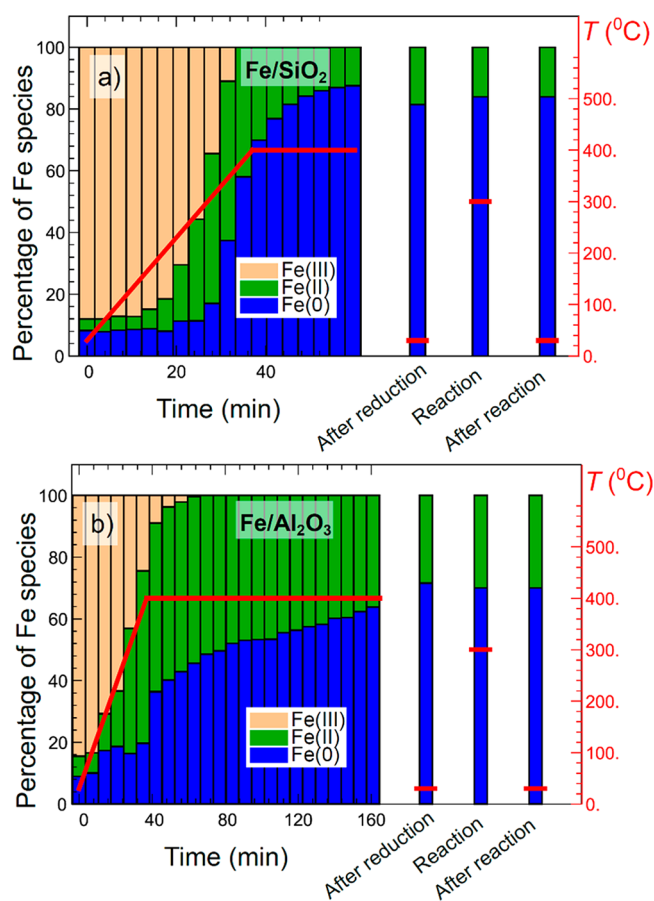 T (⁰C)
a)
Fe/SiO₂
100
80
60
40
20
0
Percentage of Fe species
500.
400.
300.
200.
100.
0.
Fe(III)
Fe(II)
Fe(0)
0 20 40
Time (min)
After reduction
Reaction
After reaction
T (⁰C)
b)
Fe/Al₂O₃
100
80
60
40
20
0
Percentage of Fe species
500.
400.
300.
200.
100.
0.
Fe(III)
Fe(II)
Fe(0)
0 40 80 120 160
Time (min)
After reduction
Reaction
After reaction